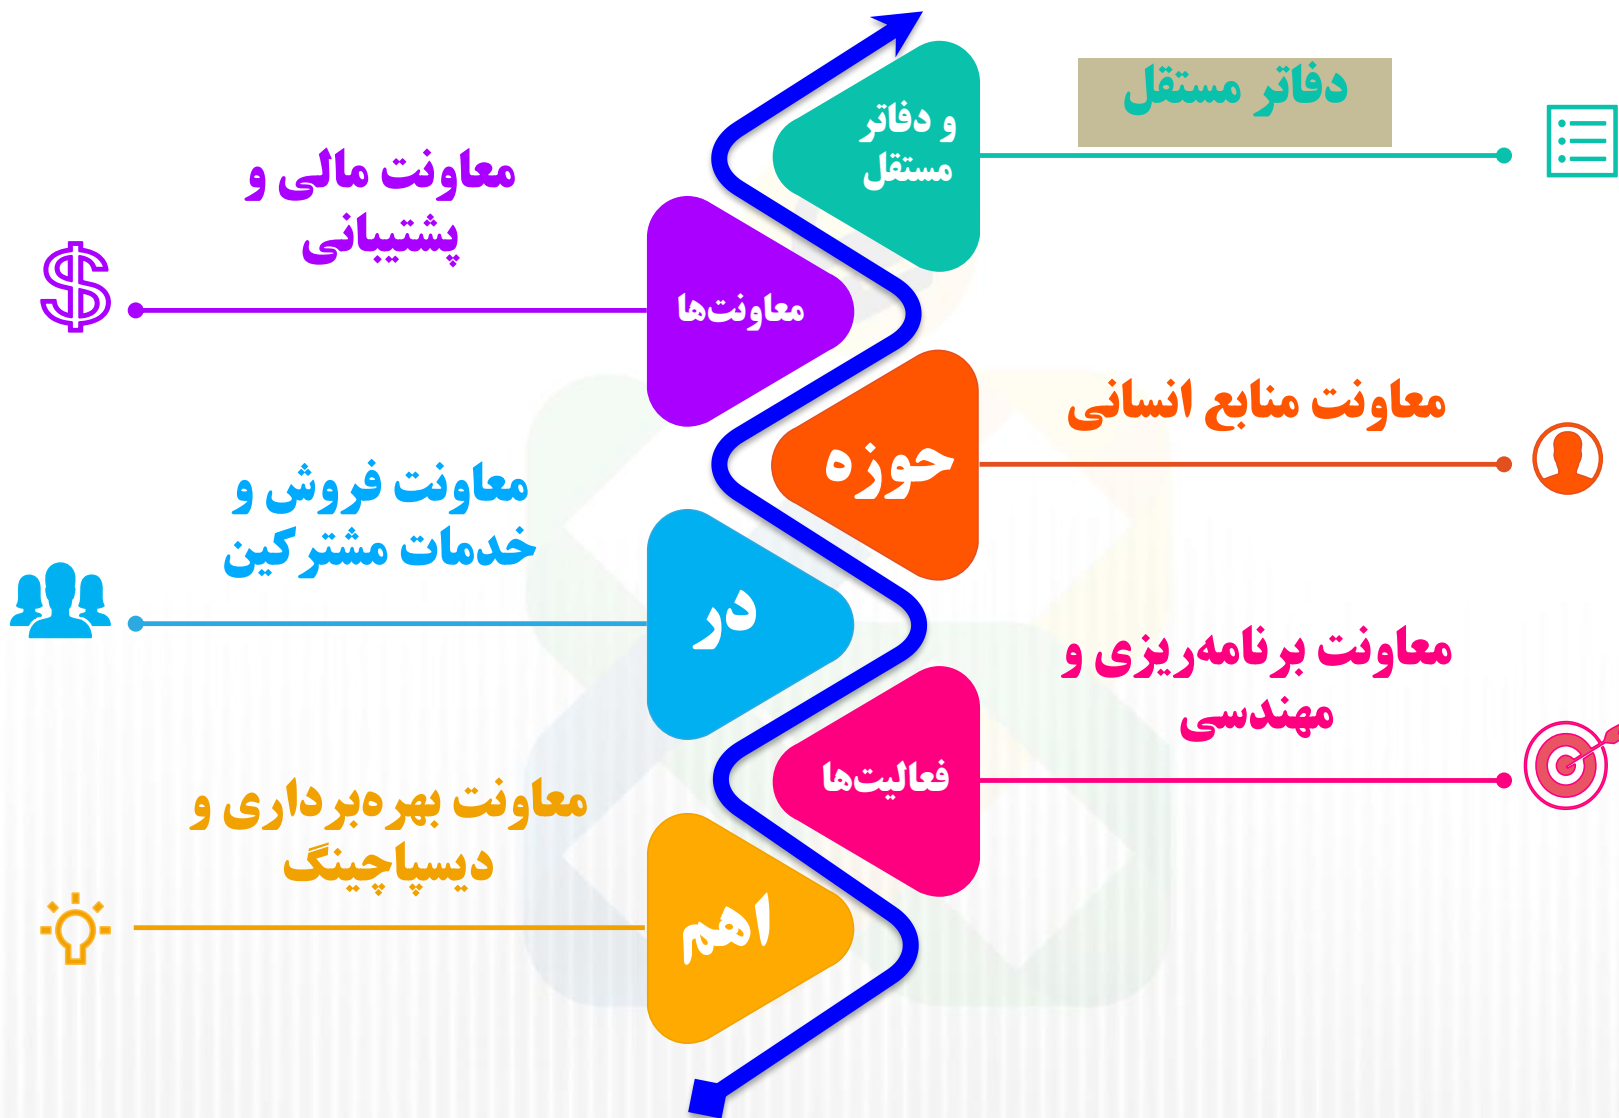 دفاتر مستقل
و دفاتر
مستقل
معاونت مالی و
پشتیبانی
معاونت‌ها
معاونت منابع انسانی
حوزه
معاونت فروش و
خدمات مشترکین
در
معاونت برنامه‌ریزی و
مهندسی
فعالیت‌ها
معاونت بهره‌برداری و
دیسپاچینگ
اهم